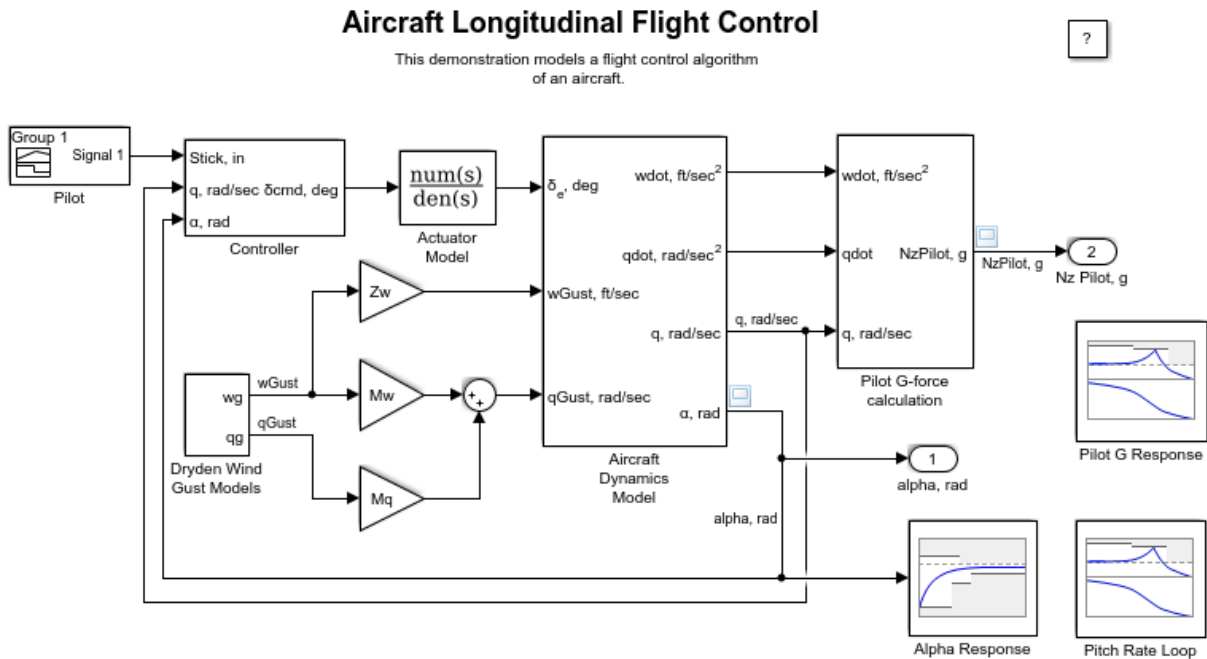 Aircraft Longitudinal Flight Control
?
This demonstration models a flight control algorithm
of an aircraft.
Group 1
Signal 1
Pilot
Stick, in
q, rad/sec δcmd, deg
α, rad
Controller
num(s)
den(s)
Actuator
Model
δe, deg
wGust, ft/sec
qGust, rad/sec
wdot, ft/sec²
qdot, rad/sec²
q, rad/sec
α, rad
Aircraft
Dynamics
Model
q, rad/sec
wdot, ft/sec²
qdot
NzPilot, g
q, rad/sec
Pilot G-force
calculation
NzPilot, g
2
Nz Pilot, g
Zw
Mw
Mq
+
+
wg
qg
wGust
qGust
Dryden Wind
Gust Models
1
alpha, rad
alpha, rad
Pilot G Response
Alpha Response
Pitch Rate Loop